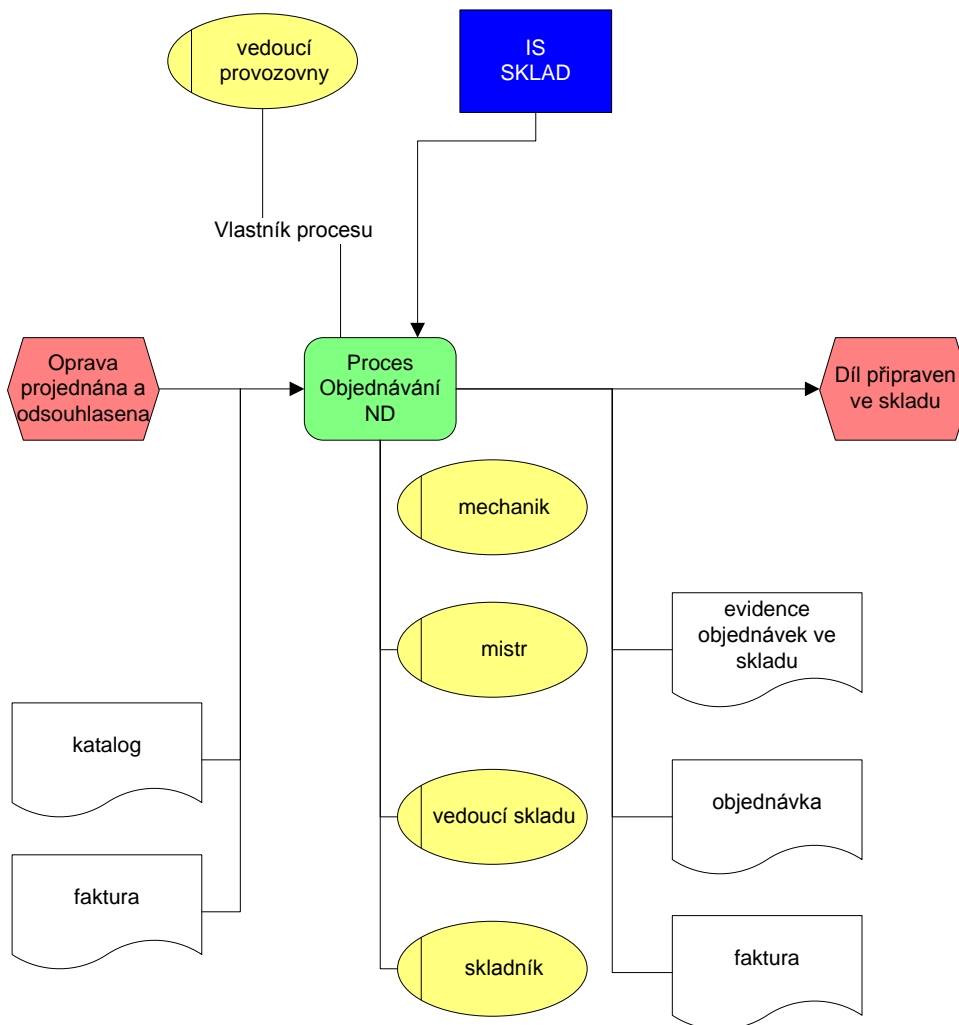 vedoucí
provozovny
IS
SKLAD
Vlastník procesu
Oprava
projednána a
odsouhlasena
Proces
Objednávání
ND
Díl připraven
ve skladu
mechanik
mistr
evidence
objednávek ve
skladu
katalog
vedoucí skladu
objednávka
faktura
skladník
faktura